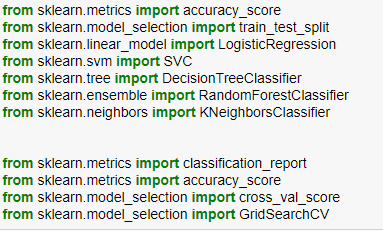 from sklearn.metrics import accuracy_score
from sklearn.model_selection import train_test_split
from sklearn.linear_model import LogisticRegression
from sklearn.svm import SVC
from sklearn.tree import DecisionTreeClassifier
from sklearn.ensemble import RandomForestClassifier
from sklearn.neighbors import KNeighborsClassifier
from sklearn.metrics import classification_report
from sklearn.metrics import accuracy_score
from sklearn.model_selection import cross_val_score
from sklearn.model_selection import GridSearchCV